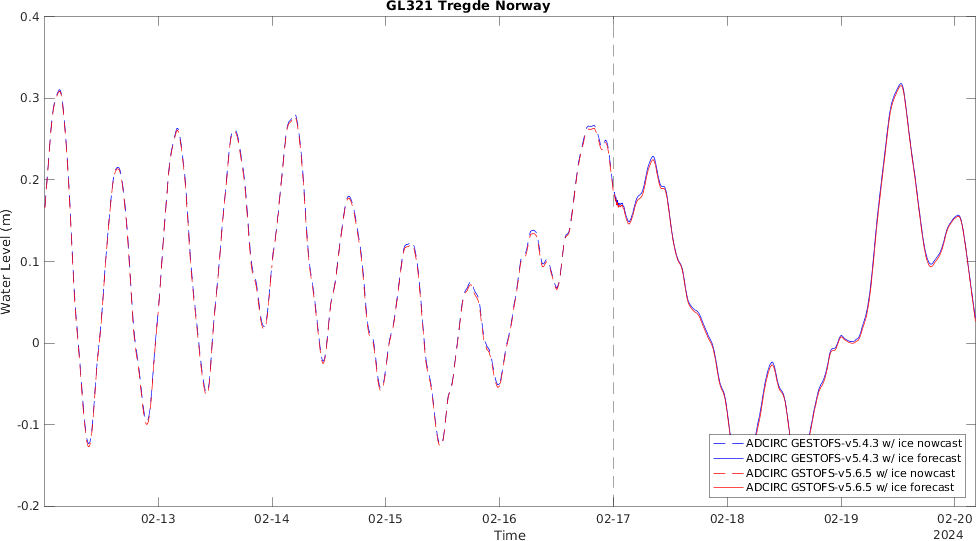 GL321 Tregde Norway
0.4
0.3
0.2
0.1
0
-0.1
-0.2
Water Level (m)
ADCIRC GESTOFS-v5.4.3 w/ ice nowcast
ADCIRC GESTOFS-v5.4.3 w/ ice forecast
ADCIRC GSTOFS-v5.6.5 w/ ice nowcast
ADCIRC GSTOFS-v5.6.5 w/ ice forecast
02-13 02-14 02-15 02-16 02-17 02-18 02-19 02-20
Time
2024